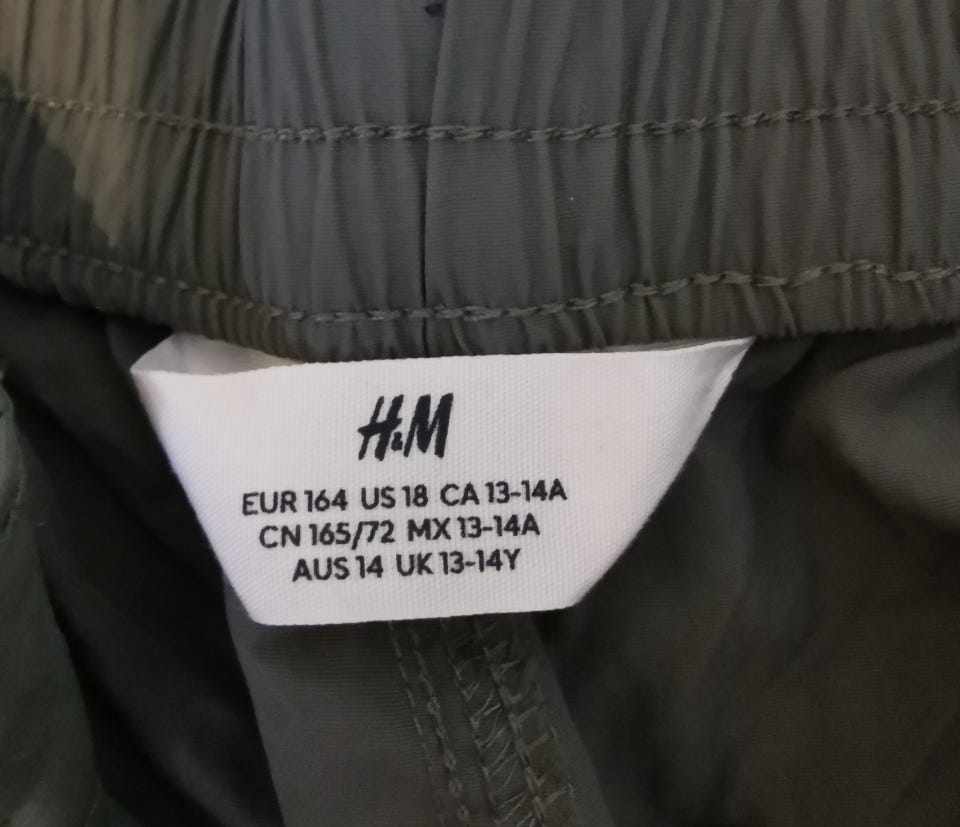 H&M
EUR 164 US 18 CA 13-14A
CN 165/72 MX 13-14A
AUS 14 UK 13-14Y